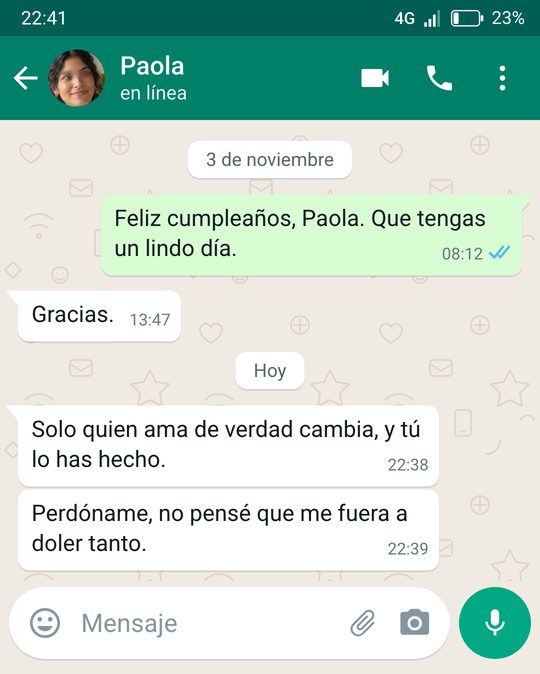 22:41 4G 23%
Paola
en línea
3 de noviembre
Feliz cumpleaños, Paola. Que tengas
un lindo día. 08:12
Gracias. 13:47
Hoy
Solo quien ama de verdad cambia, y tú
lo has hecho. 22:38
Perdóname, no pensé que me fuera a
doler tanto. 22:39
Mensaje